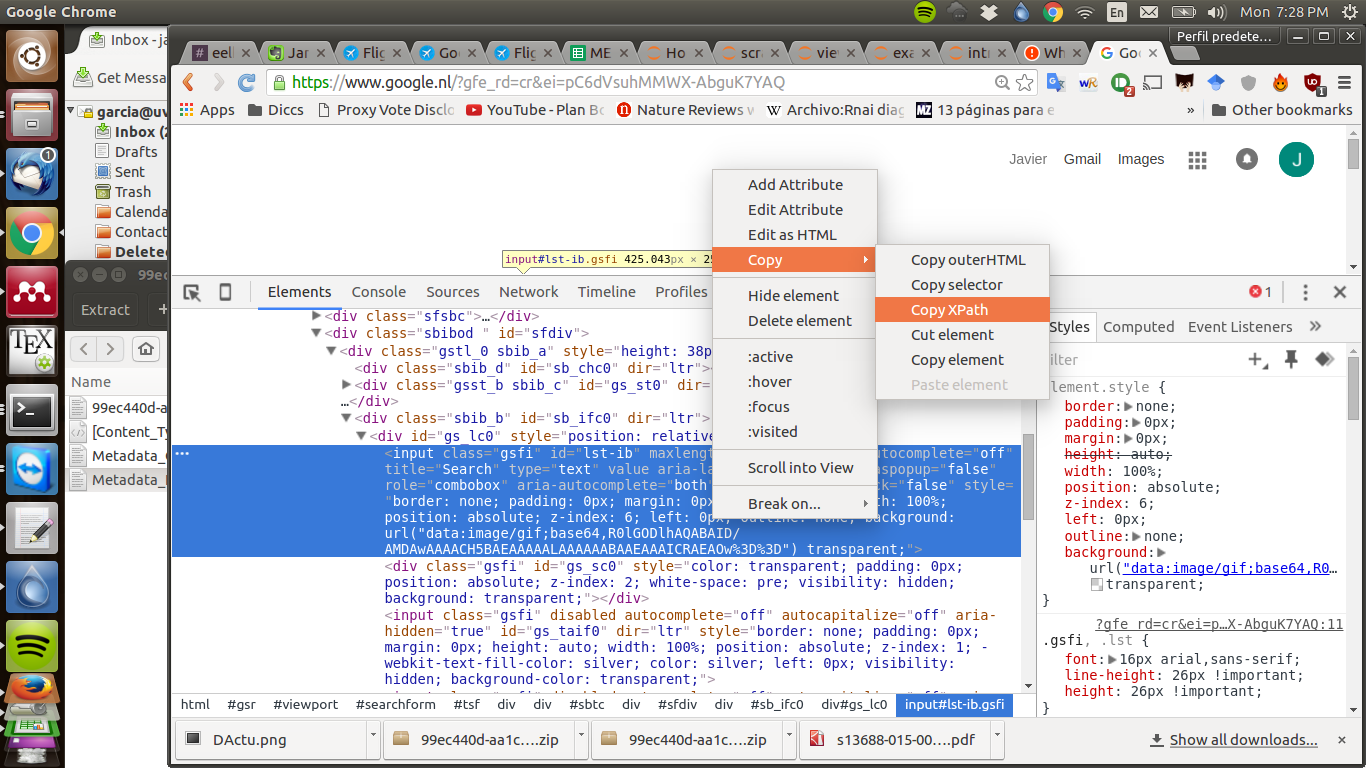 Google Chrome
En
Mon 7:28 PM
Inbox - ja
Get Messa
garcia@uv
Inbox (2
Drafts
Sent
Trash
Calenda
Contact
Deleted
99ec4
Extract
Name
99ec440d-a
[Content_Ty
Metadata_
Metadata_
# eell
Jar
Flig
Goo
Flig
ME
Ho
scra
view
exa
intr
Wh
Goo
Perfil predete...
https://www.google.nl/?gfe_rd=cr&ei=pC6dVsuhMMWX-AbguK7YAQ
Apps
Diccs
Proxy Vote Disclo
YouTube - Plan Bo
Nature Reviews
Archivo:Rnai diag
13 páginas para e
»
Other bookmarks
Javier
Gmail
Images
J
input#lst-ib.gsfi 425.043px × 25
Add Attribute
Edit Attribute
Edit as HTML
Copy
Hide element
Delete element
:active
:hover
:focus
:visited
Scroll into View
Break on...
Copy outerHTML
Copy selector
Copy XPath
Cut element
Copy element
Paste element
Elements
Console
Sources
Network
Timeline
Profiles
1
<div class="sfsbc">…</div>
<div class="sbibod " id="sfdiv">
<div class="gstl_0 sbib_a" style="height: 38p
<div class="sbib_d" id="sb_chc0" dir="ltr">
<div class="gsst_b sbib_c" id="gs_st0" dir=
…</div>
<div class="sbib_b" id="sb_ifc0" dir="ltr">
<div id="gs_lc0" style="position: relative
<input class="gsfi" id="lst-ib" maxleng autocomplete="off"
title="Search" type="text" value aria-la aspopup="false"
role="combobox" aria-autocomplete="both" ck="false" style=
"border: none; padding: 0px; margin: 0px th: 100%;
position: absolute; z-index: 6; left: 0px; outline: none; background:
url("data:image/gif;base64,R0lGODlhAQABAID/
AMDAwAAAACH5BAEAAAAALAAAAAABAAEAAAICRAEAOw%3D%3D") transparent;">
<div class="gsfi" id="gs_sc0" style="color: transparent; padding: 0px;
position: absolute; z-index: 2; white-space: pre; visibility: hidden;
background: transparent;"></div>
<input class="gsfi" disabled autocomplete="off" autocapitalize="off" aria-
hidden="true" id="gs_taif0" dir="ltr" style="border: none; padding: 0px;
margin: 0px; height: auto; width: 100%; position: absolute; z-index: 1; -
webkit-text-fill-color: silver; color: silver; left: 0px; visibility:
hidden; background-color: transparent;">
html
#gsr
#viewport
#searchform
#tsf
div
div
#sbtc
div
#sfdiv
div
#sb_ifc0
div#gs_lc0
input#lst-ib.gsfi
Styles
Computed
Event Listeners
»
ilter
element.style {
border: none;
padding: 0px;
margin: 0px;
height: auto;
width: 100%;
position: absolute;
z-index: 6;
left: 0px;
outline: none;
background:
url("data:image/gif;base64,R0…
transparent;
}
?gfe_rd=cr&ei=p…X-AbguK7YAQ:11
.gsfi, .lst {
font: 16px arial,sans-serif;
line-height: 26px !important;
height: 26px !important;
}
DActu.png
99ec440d-aa1c....zip
99ec440d-aa1c....zip
s13688-015-00....pdf
Show all downloads...